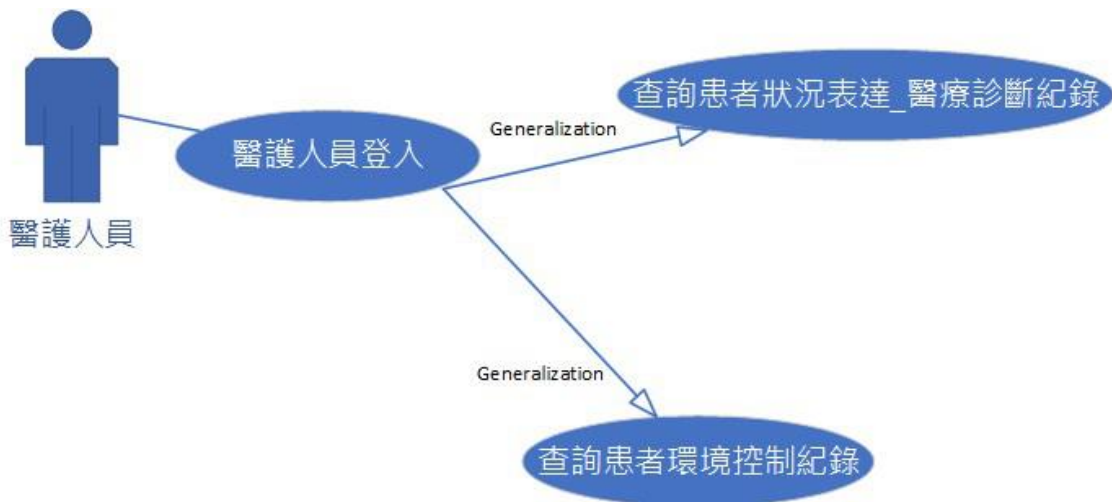 查詢患者狀況表達_醫療診斷紀錄
Generalization
醫護人員登入
醫護人員
Generalization
查詢患者環境控制紀錄